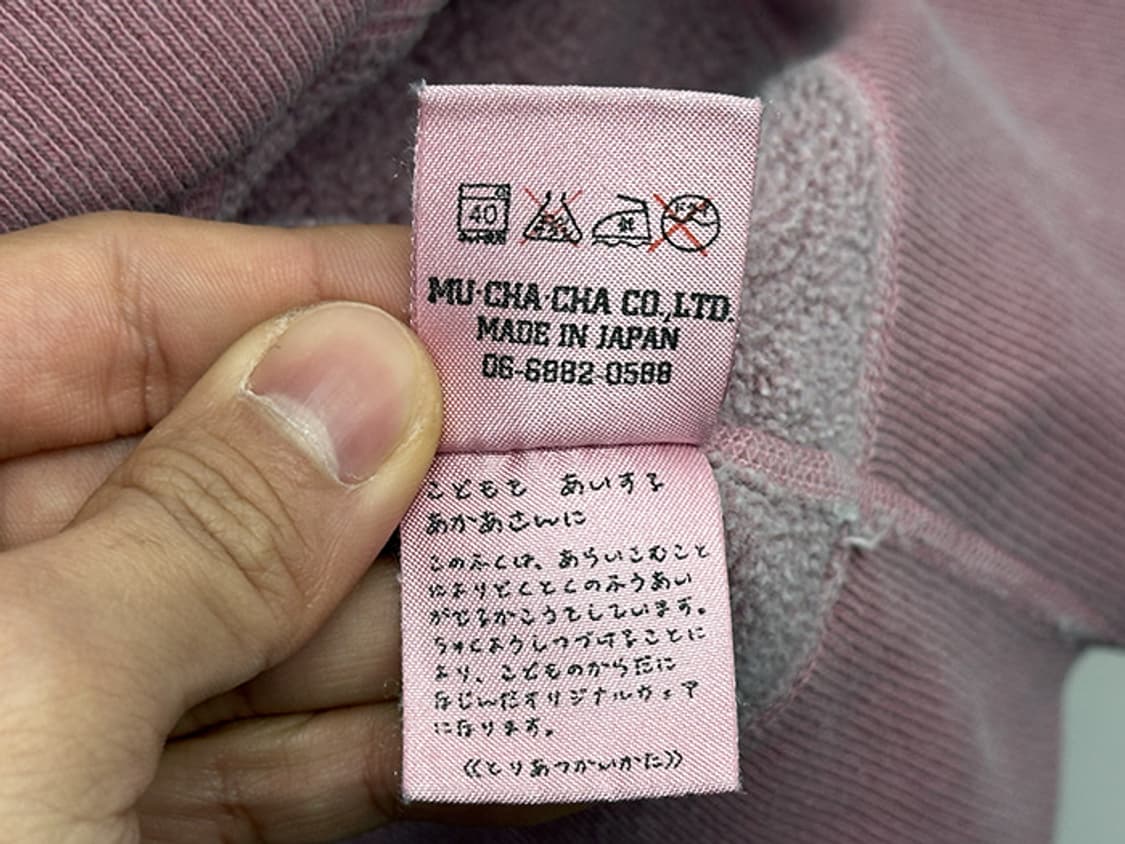 40
MU·CHA·CHA CO.,LTD.
MADE IN JAPAN
06-6882-0588
こどもを あいする
おかあさんに
このふくは、あらいこむこと
によりどくとくのふうあい
がでるかこうをしています。
ちゃくようしつづけることに
より、こどものからだに
なじんだオリジナルウェア
になります。
《とりあつかいかた》